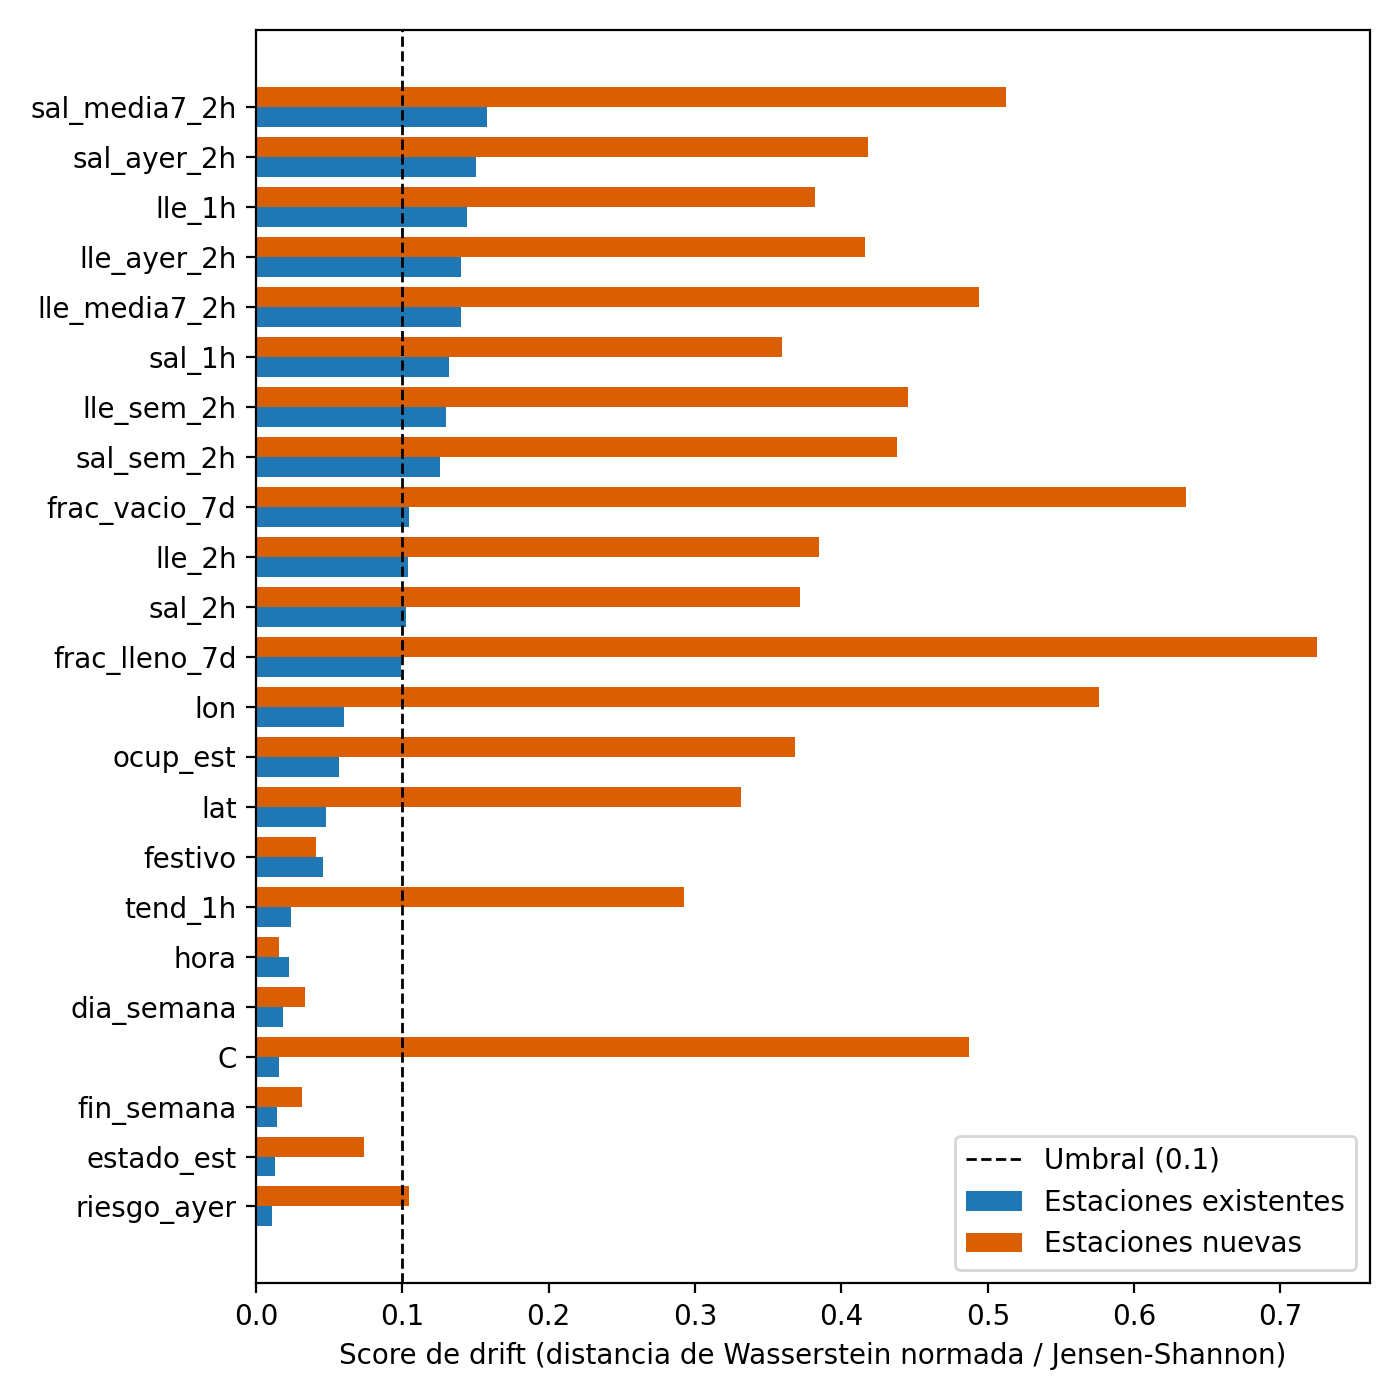 sal_media7_2h
sal_ayer_2h
lle_1h
lle_ayer_2h
lle_media7_2h
sal_1h
lle_sem_2h
sal_sem_2h
frac_vacio_7d
lle_2h
sal_2h
frac_lleno_7d
lon
ocup_est
lat
festivo
tend_1h
hora
dia_semana
C
fin_semana
estado_est
riesgo_ayer
Umbral (0.1)
Estaciones existentes
Estaciones nuevas
0.0 0.1 0.2 0.3 0.4 0.5 0.6 0.7
Score de drift (distancia de Wasserstein normada / Jensen-Shannon)